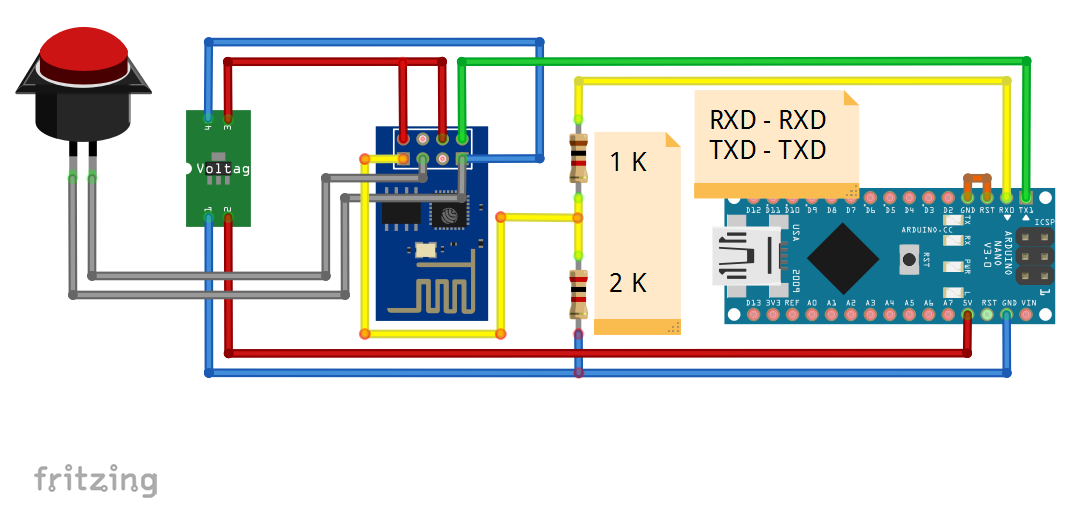 4 3
Voltag
1 2
1 K
2 K
RXD - RXD
TXD - TXD
D12 D11 D10 D9 D8 D7 D6 D5 D4 D3 D2 GND RST RX0 TX1
TX
RX
PWR
L
USA
2009
ARDUINO.CC
RST
ARDUINO
NANO
V3.0
ICSP
1
D13 3V3 REF A0 A1 A2 A3 A4 A5 A6 A7 5V RST GND VIN
fritzing